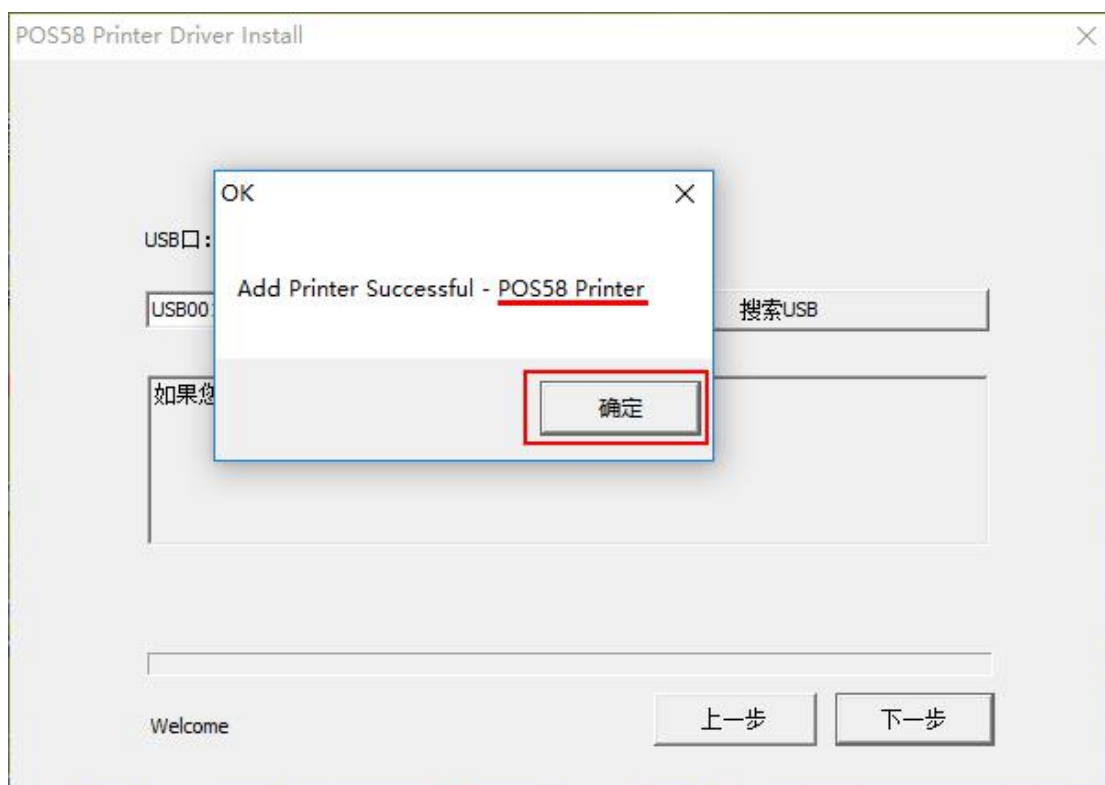 POS58 Printer Driver Install
OK
USB口：
Add Printer Successful - POS58 Printer
USB00
搜索USB
如果您
确定
Welcome
上一步
下一步